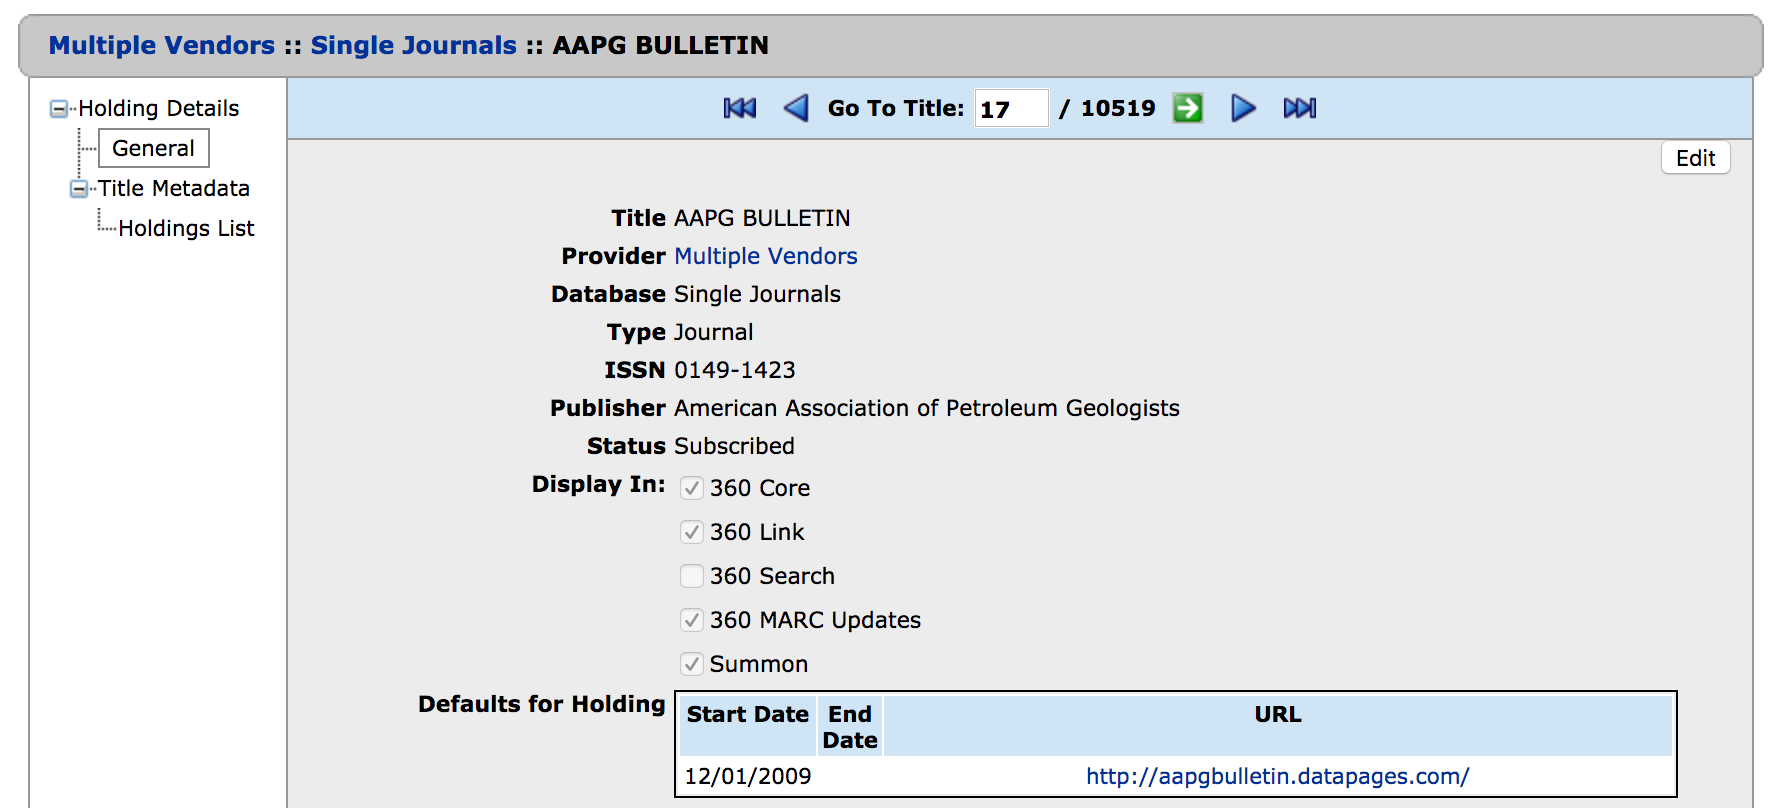 Multiple Vendors :: Single Journals :: AAPG BULLETIN
Holding Details
General
Title Metadata
Holdings List
Go To Title: 17 / 10519
Edit
Title AAPG BULLETIN
Provider Multiple Vendors
Database Single Journals
Type Journal
ISSN 0149-1423
Publisher American Association of Petroleum Geologists
Status Subscribed
Display In: 360 Core
360 Link
360 Search
360 MARC Updates
Summon
Defaults for Holding
Start Date End Date URL
12/01/2009 http://aapgbulletin.datapages.com/